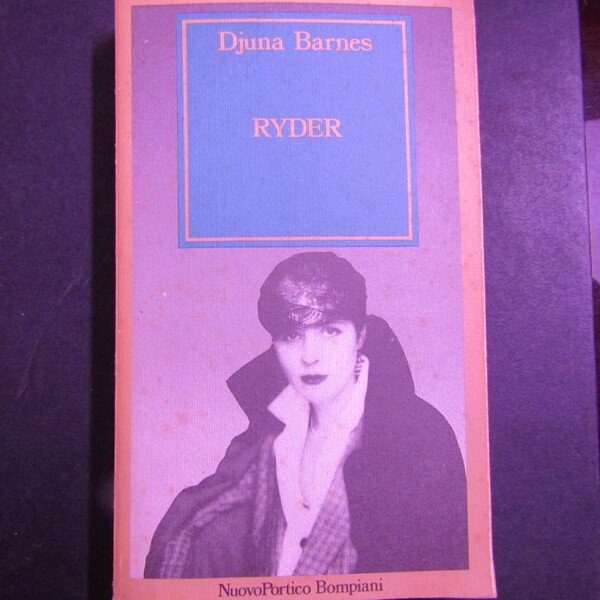 Djuna Barnes
RYDER
NuovoPortico Bompiani